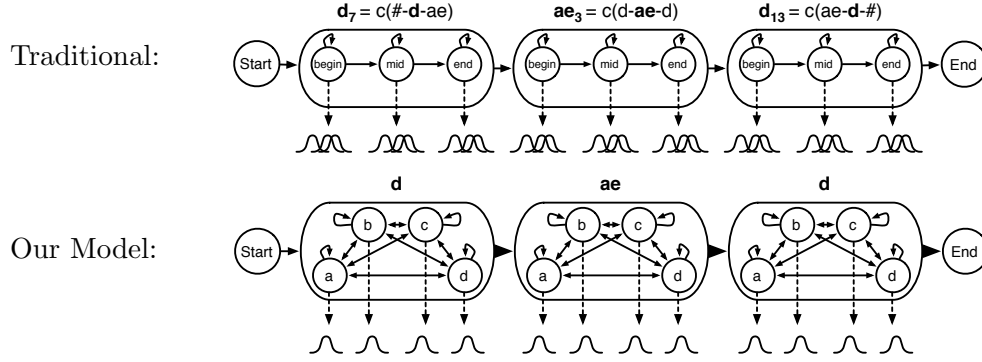 d7 = c(#-d-ae) ae3 = c(d-ae-d) d13 = c(ae-d-#)
Traditional:
Start begin mid end begin mid end begin mid end End
d ae d
Our Model:
b c b c b c
Start End
a d a d a d